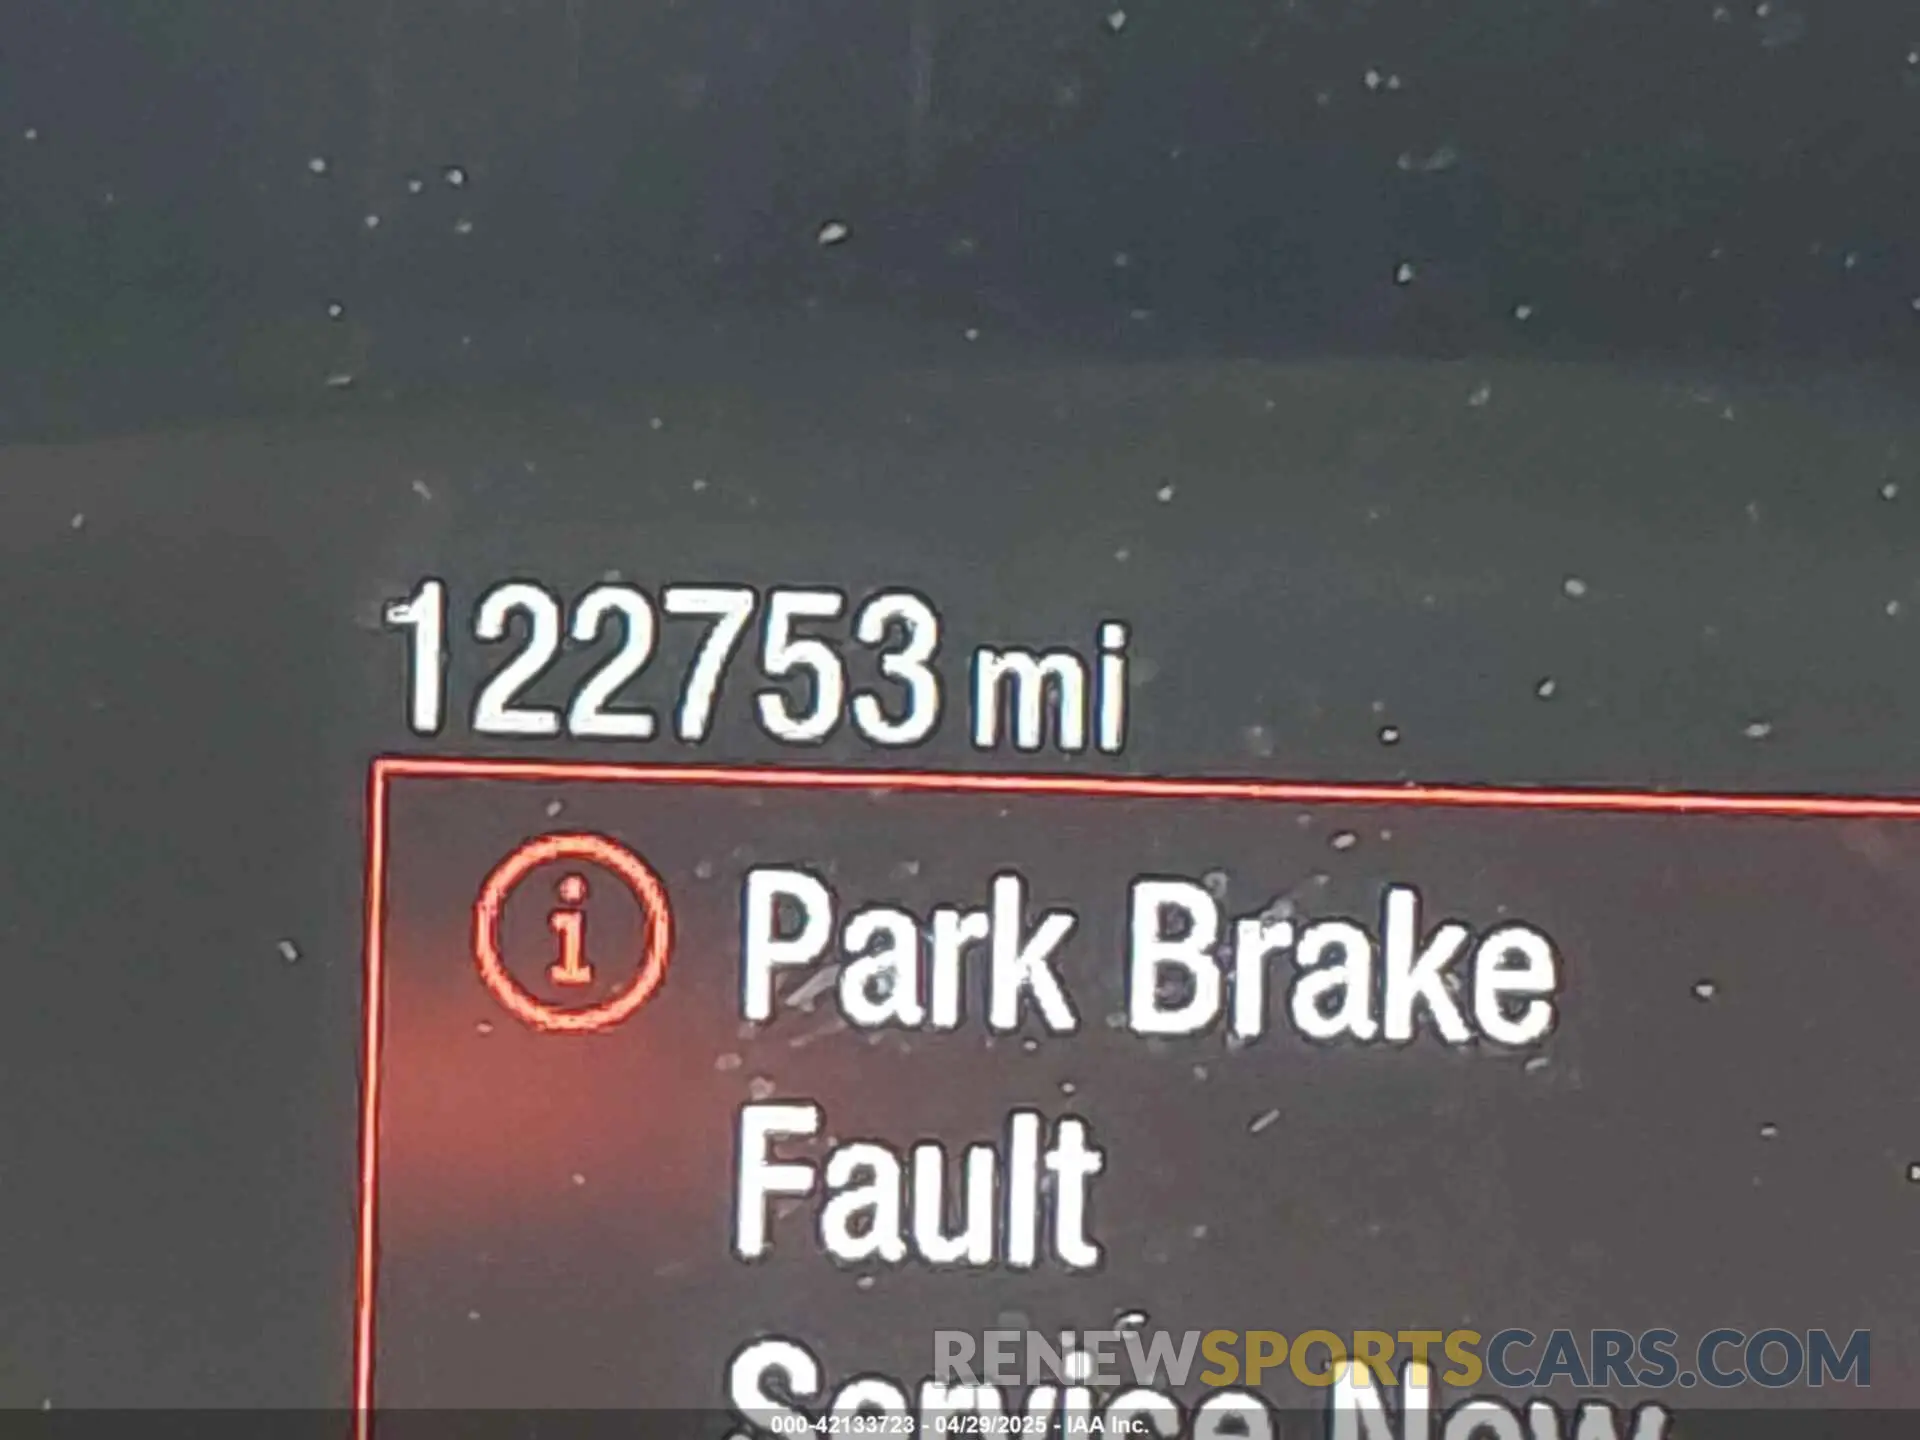 122753 mi
i Park Brake
Fault
Service Now
RENEWSPORTSCARS.COM
000-42133723 - 04/29/2025 - IAA Inc.